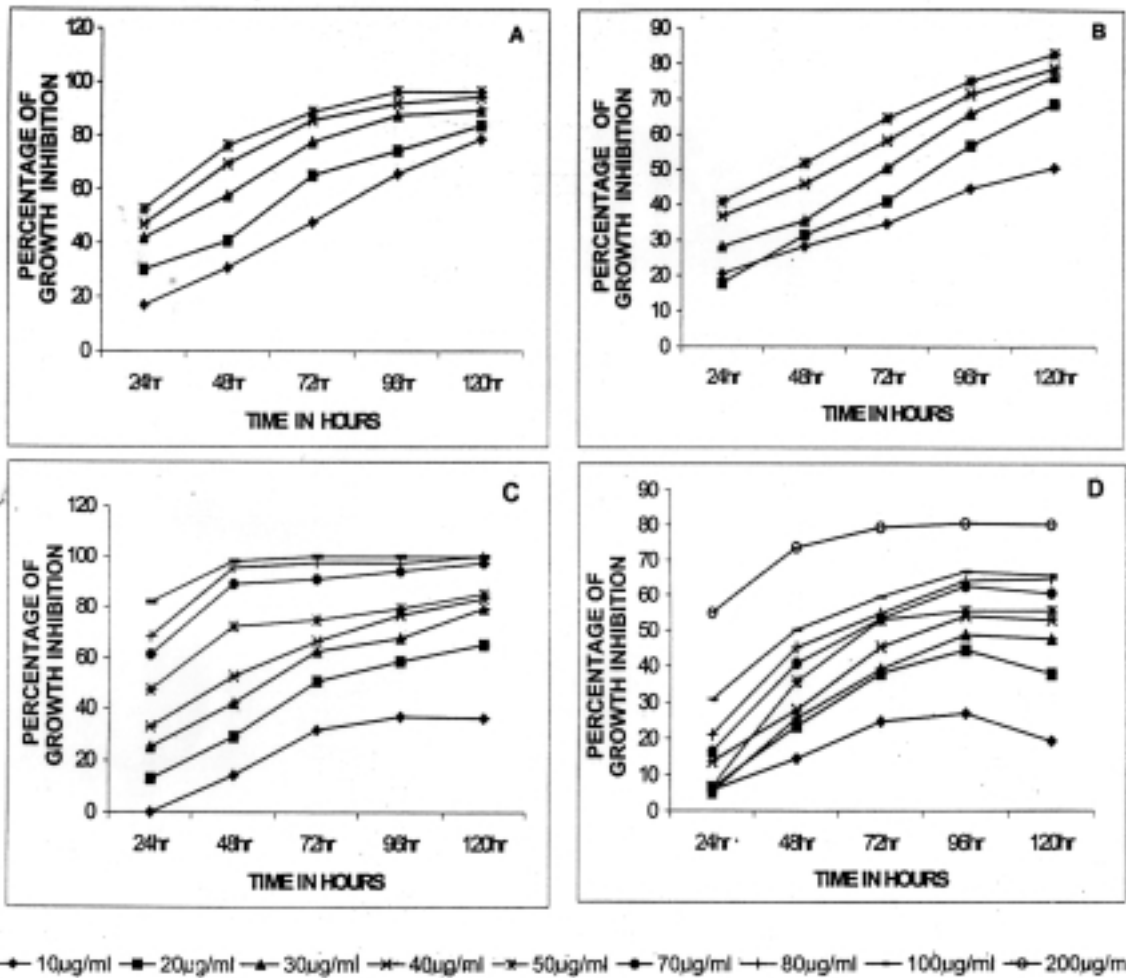 A
PERCENTAGE OF
GROWTH INHIBITION
120
100
80
60
40
20
0
24hr 48hr 72hr 96hr 120hr
TIME IN HOURS
B
PERCENTAGE OF
GROWTH INHIBITION
90
80
70
60
50
40
30
20
10
0
24hr 48hr 72hr 96hr 120hr
TIME IN HOURS
C
PERCENTAGE OF
GROWTH INHIBITION
120
100
80
60
40
20
0
24hr 48hr 72hr 96hr 120hr
TIME IN HOURS
D
PERCENTAGE OF
GROWTH INHIBITION
90
80
70
60
50
40
30
20
10
0
24hr 48hr 72hr 96hr 120hr
TIME IN HOURS
10µg/ml 20µg/ml 30µg/ml 40µg/ml 50µg/ml 70µg/ml 80µg/ml 100µg/ml 200µg/m